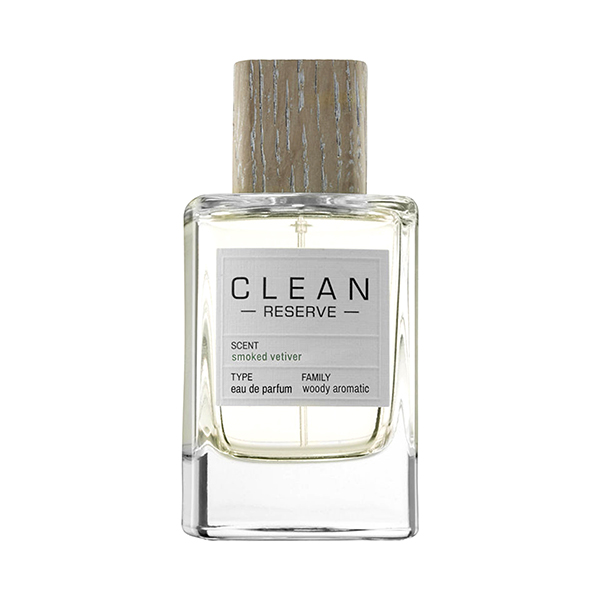 CLEAN
— RESERVE —
SCENT
smoked vetiver
TYPE FAMILY
eau de parfum woody aromatic